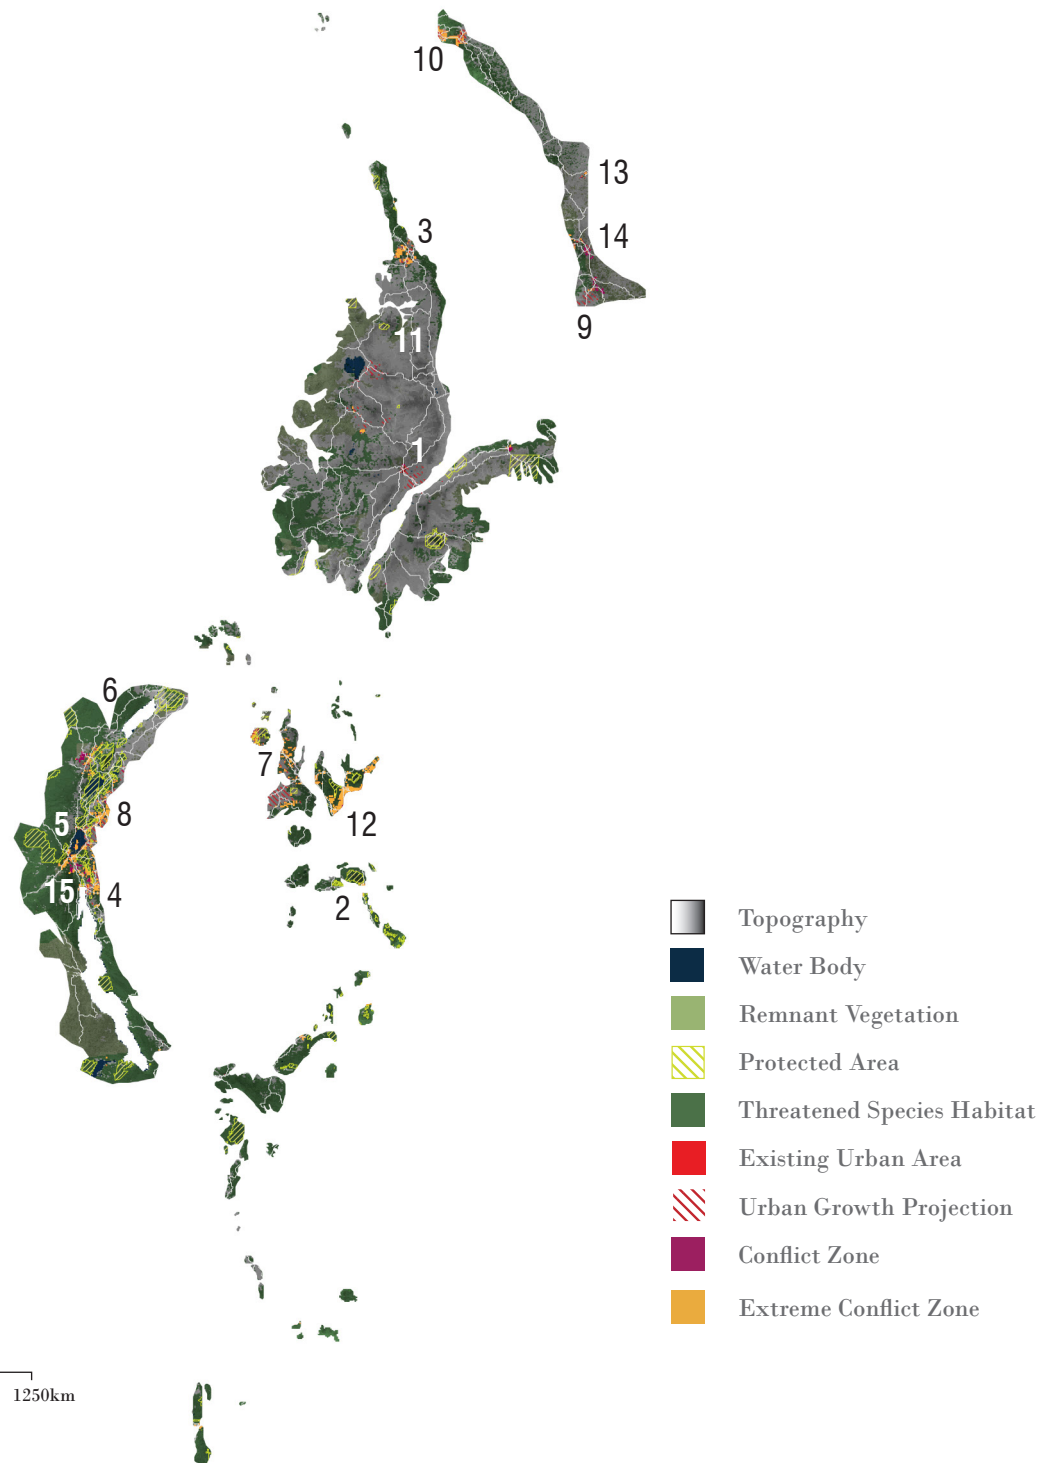 10
13
3
14
9
11
1
6
7
8
5
12
15
4
2
Topography
Water Body
Remnant Vegetation
Protected Area
Threatened Species Habitat
Existing Urban Area
Urban Growth Projection
Conflict Zone
Extreme Conflict Zone
1250km